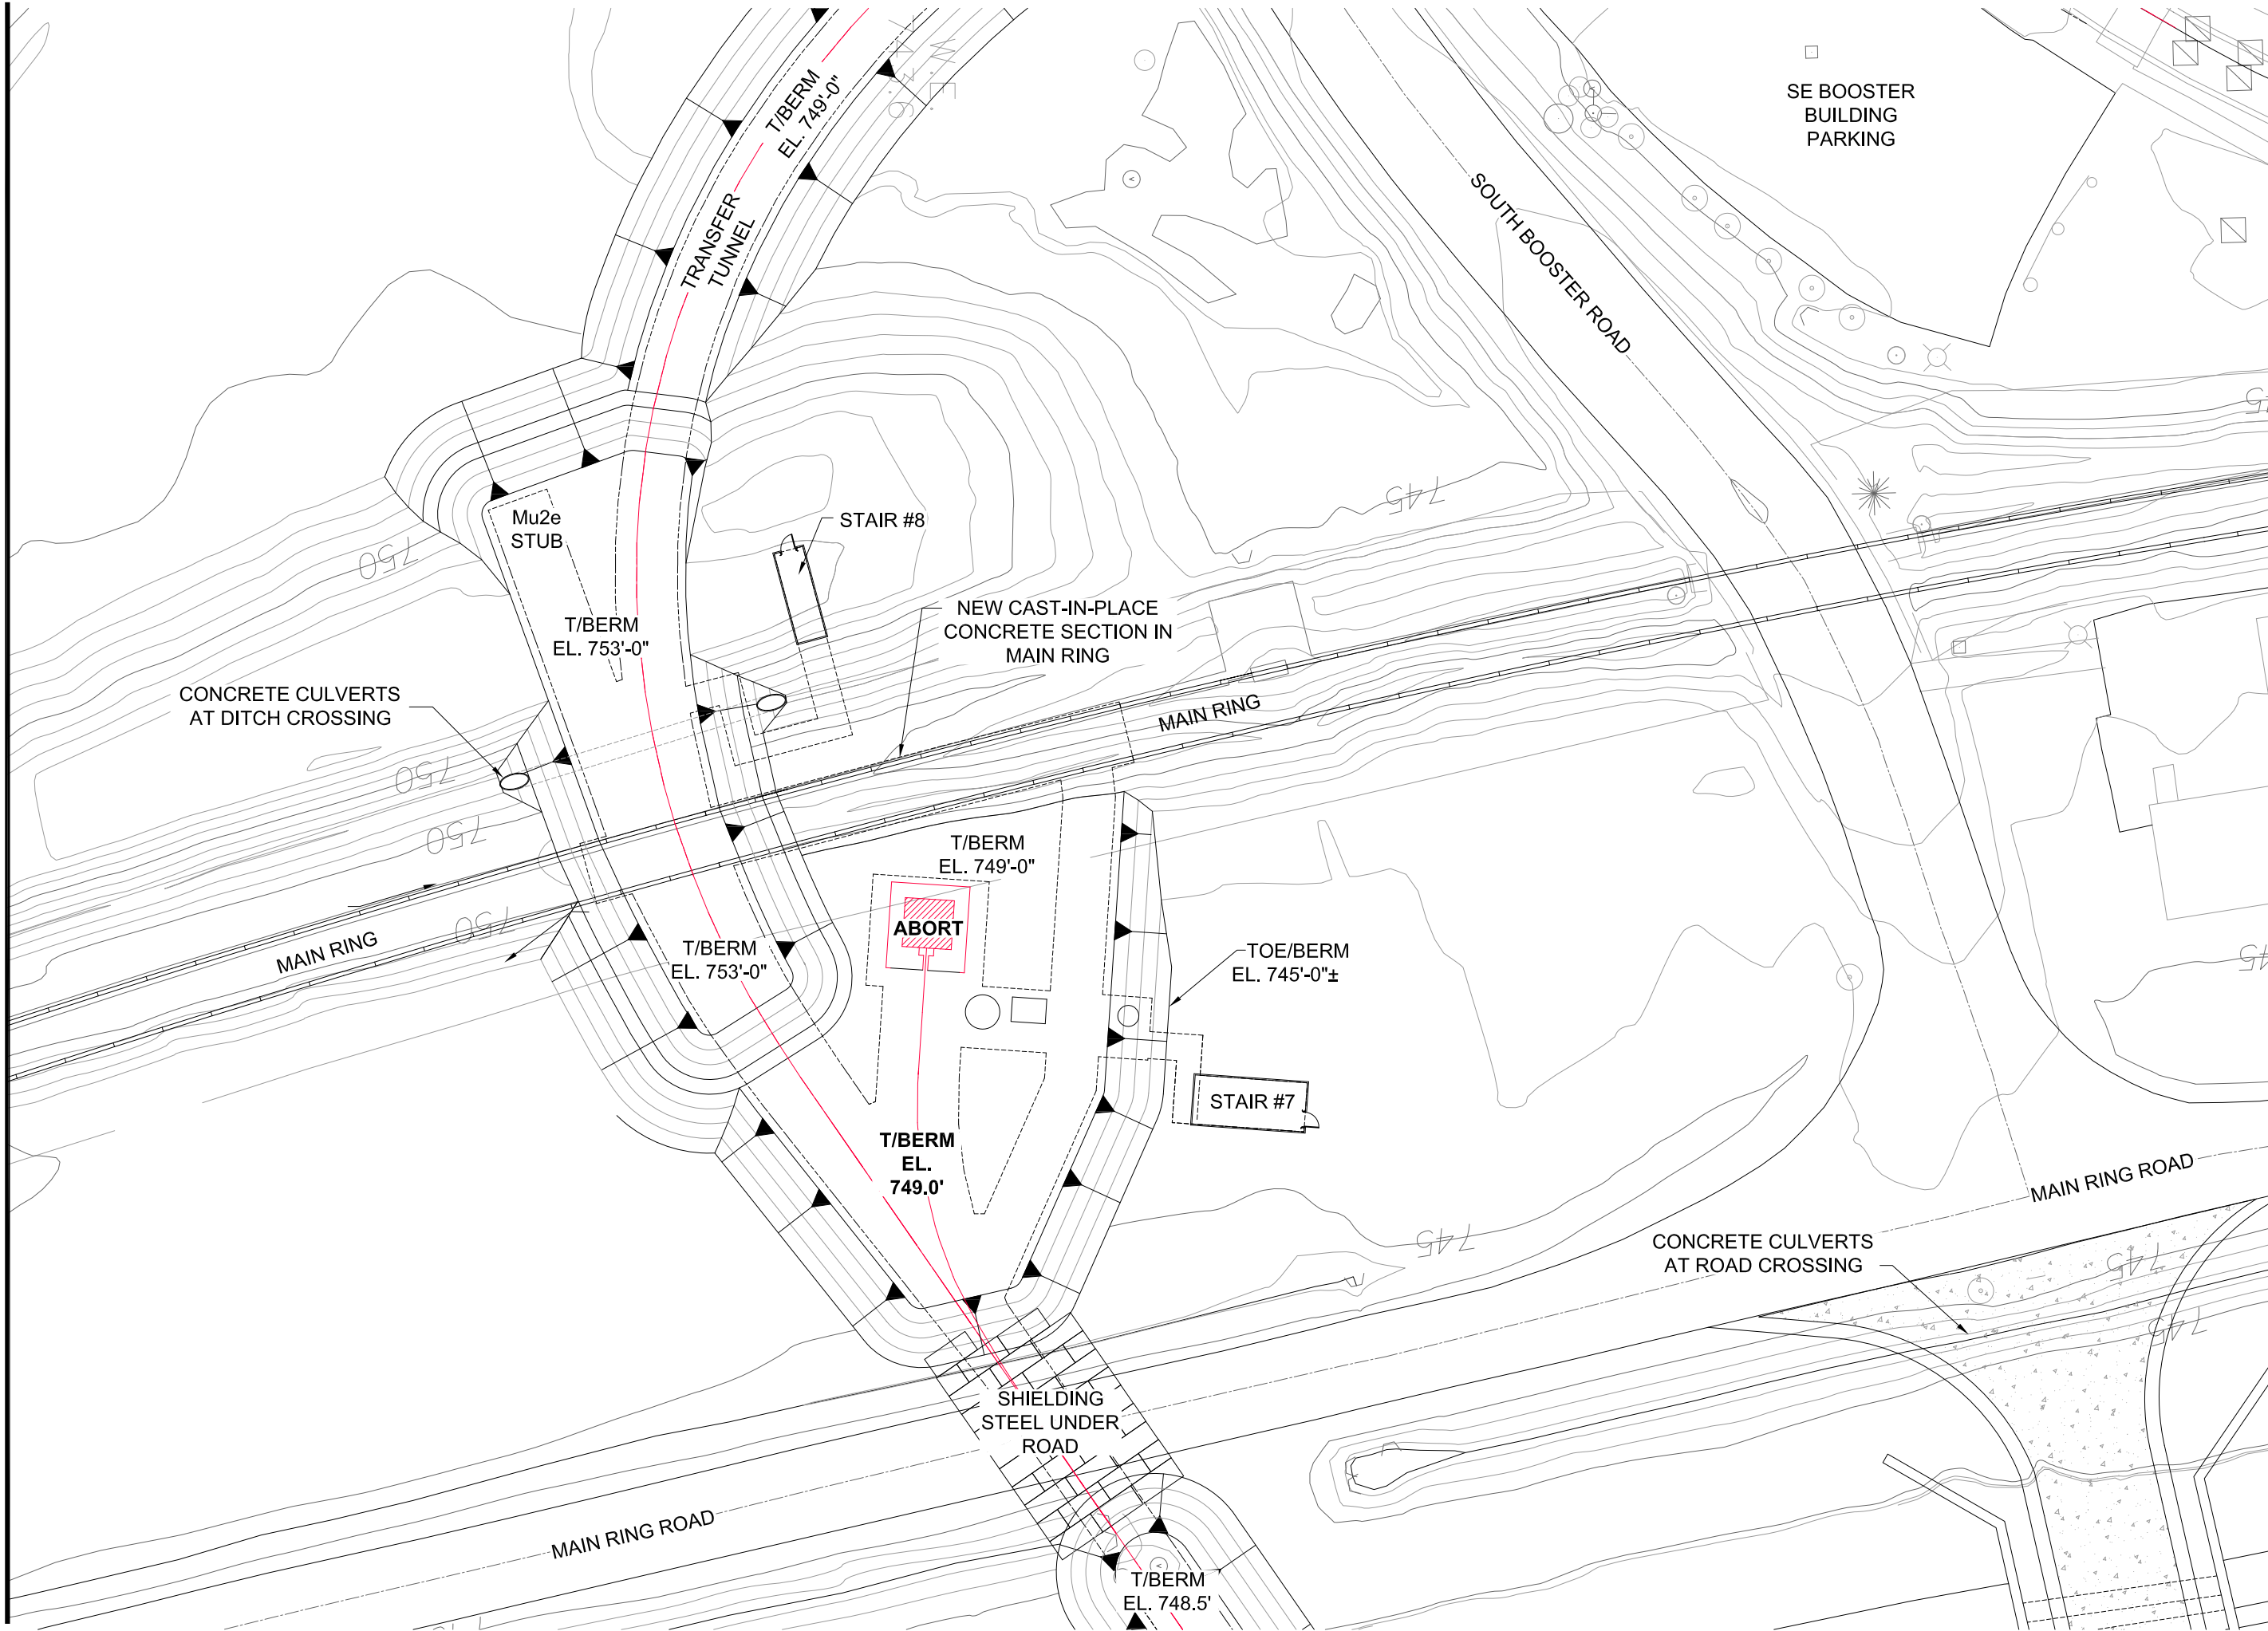 T/BERM
EL. 749'-0"
SE BOOSTER
BUILDING
PARKING
TRANSFER
TUNNEL
SOUTH BOOSTER ROAD
745
745
Mu2e
STUB
STAIR #8
750
NEW CAST-IN-PLACE
CONCRETE SECTION IN
MAIN RING
T/BERM
EL. 753'-0"
CONCRETE CULVERTS
AT DITCH CROSSING
MAIN RING
750
750
T/BERM
EL. 749'-0"
750
ABORT
MAIN RING
T/BERM
EL. 753'-0"
TOE/BERM
EL. 745'-0"±
STAIR #7
T/BERM
EL.
749.0'
MAIN RING ROAD
745
CONCRETE CULVERTS
AT ROAD CROSSING
745
745
SHIELDING
STEEL UNDER
ROAD
MAIN RING ROAD
T/BERM
EL. 748.5'